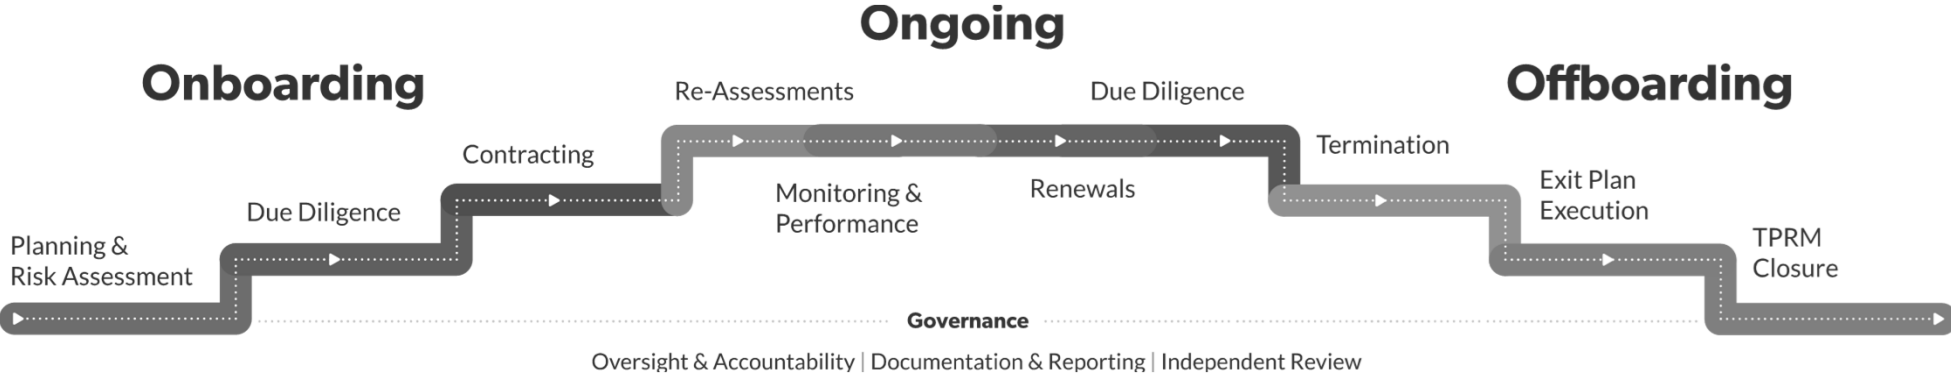 Onboarding
Ongoing
Offboarding
Planning &
Risk Assessment
Due Diligence
Contracting
Re-Assessments
Monitoring &
Performance
Renewals
Due Diligence
Termination
Exit Plan
Execution
TPRM
Closure
Governance
Oversight & Accountability | Documentation & Reporting | Independent Review